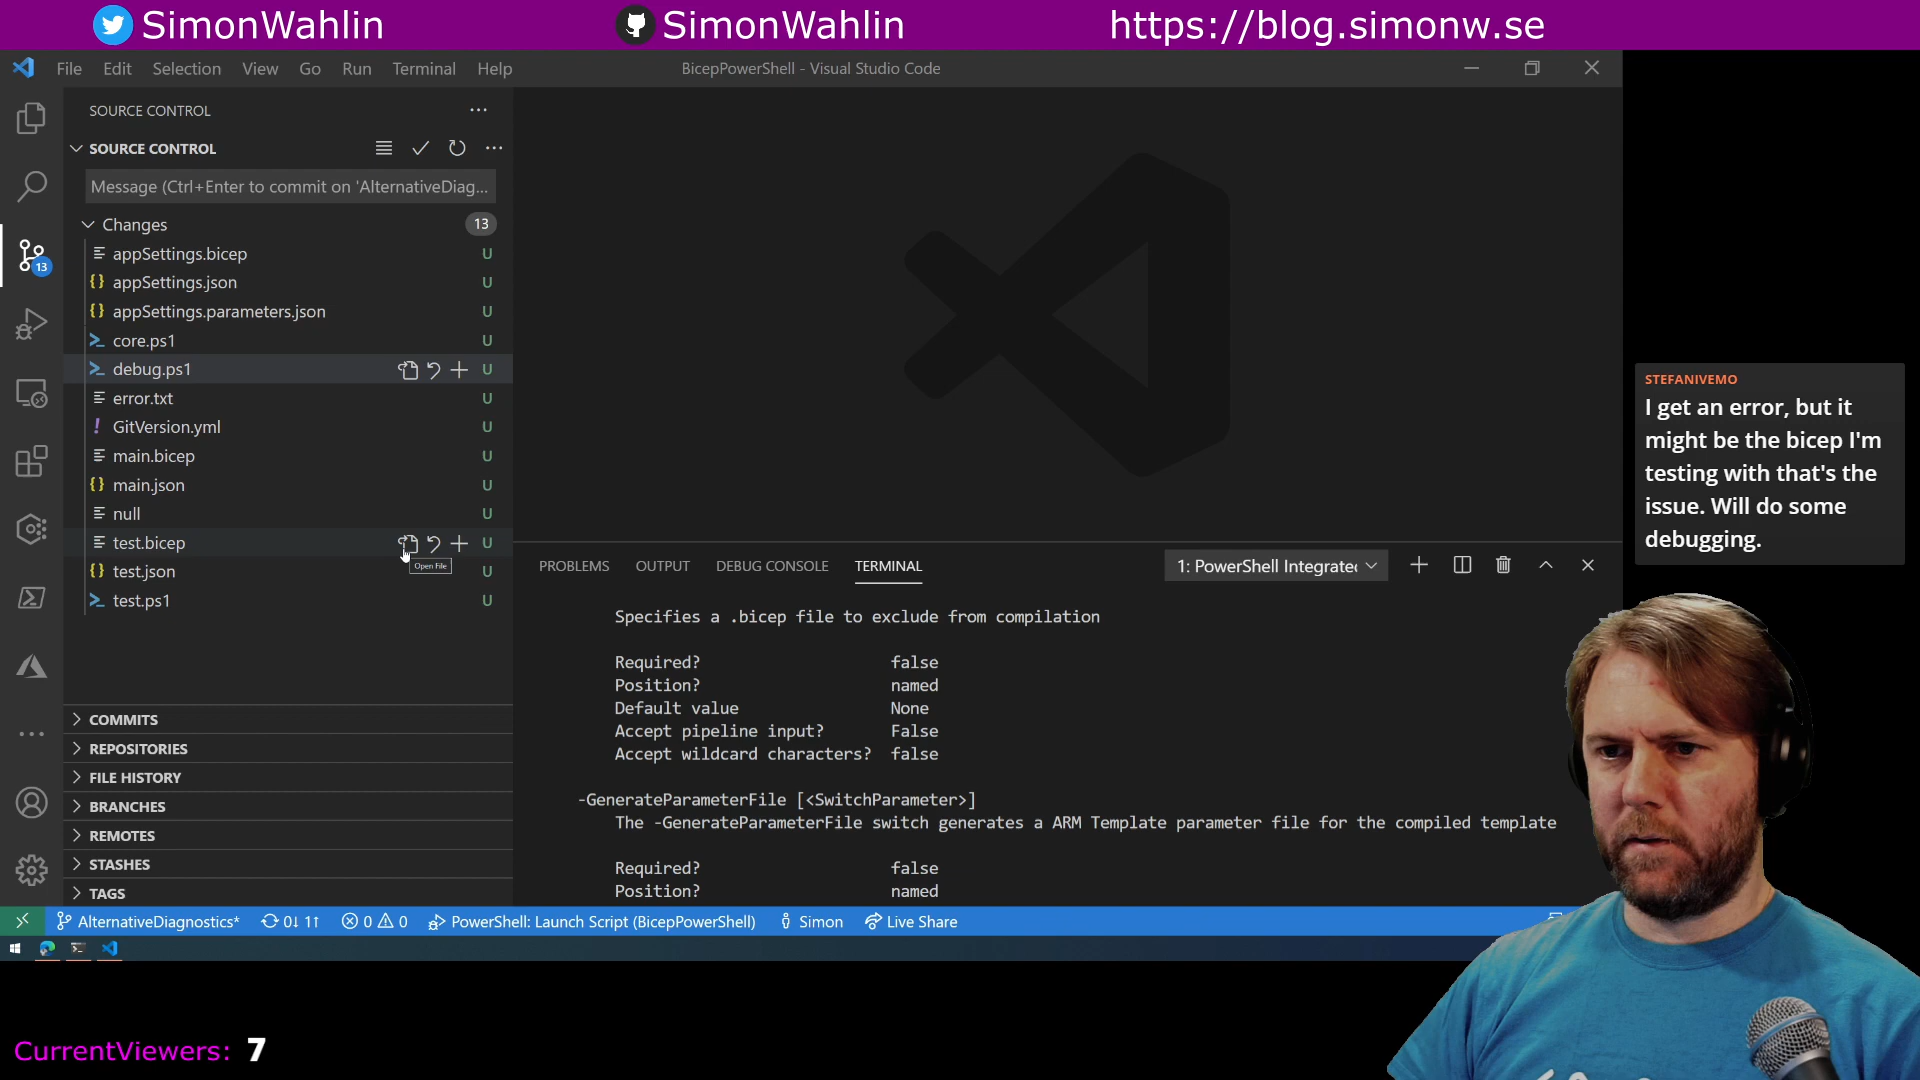 SimonWahlin
SimonWahlin
https://blog.simonw.se
File Edit Selection View Go Run Terminal Help
BicepPowerShell - Visual Studio Code
SOURCE CONTROL
SOURCE CONTROL
Message (Ctrl+Enter to commit on 'AlternativeDiag...
Changes 13
13
appSettings.bicep U
appSettings.json U
appSettings.parameters.json U
core.ps1 U
debug.ps1 U
error.txt U
GitVersion.yml U
main.bicep U
main.json U
null U
test.bicep U
Open File
test.json U
test.ps1 U
COMMITS
REPOSITORIES
FILE HISTORY
BRANCHES
REMOTES
STASHES
TAGS
PROBLEMS OUTPUT DEBUG CONSOLE TERMINAL
1: PowerShell Integrate
Specifies a .bicep file to exclude from compilation
Required? false
Position? named
Default value None
Accept pipeline input? False
Accept wildcard characters? false
-GenerateParameterFile [<SwitchParameter>]
The -GenerateParameterFile switch generates a ARM Template parameter file for the compiled template
Required? false
Position? named
AlternativeDiagnostics* 0↓ 1↑ 0 0 PowerShell: Launch Script (BicepPowerShell) Simon Live Share
STEFANIVEMO
I get an error, but it
might be the bicep I'm
testing with that's the
issue. Will do some
debugging.
CurrentViewers: 7